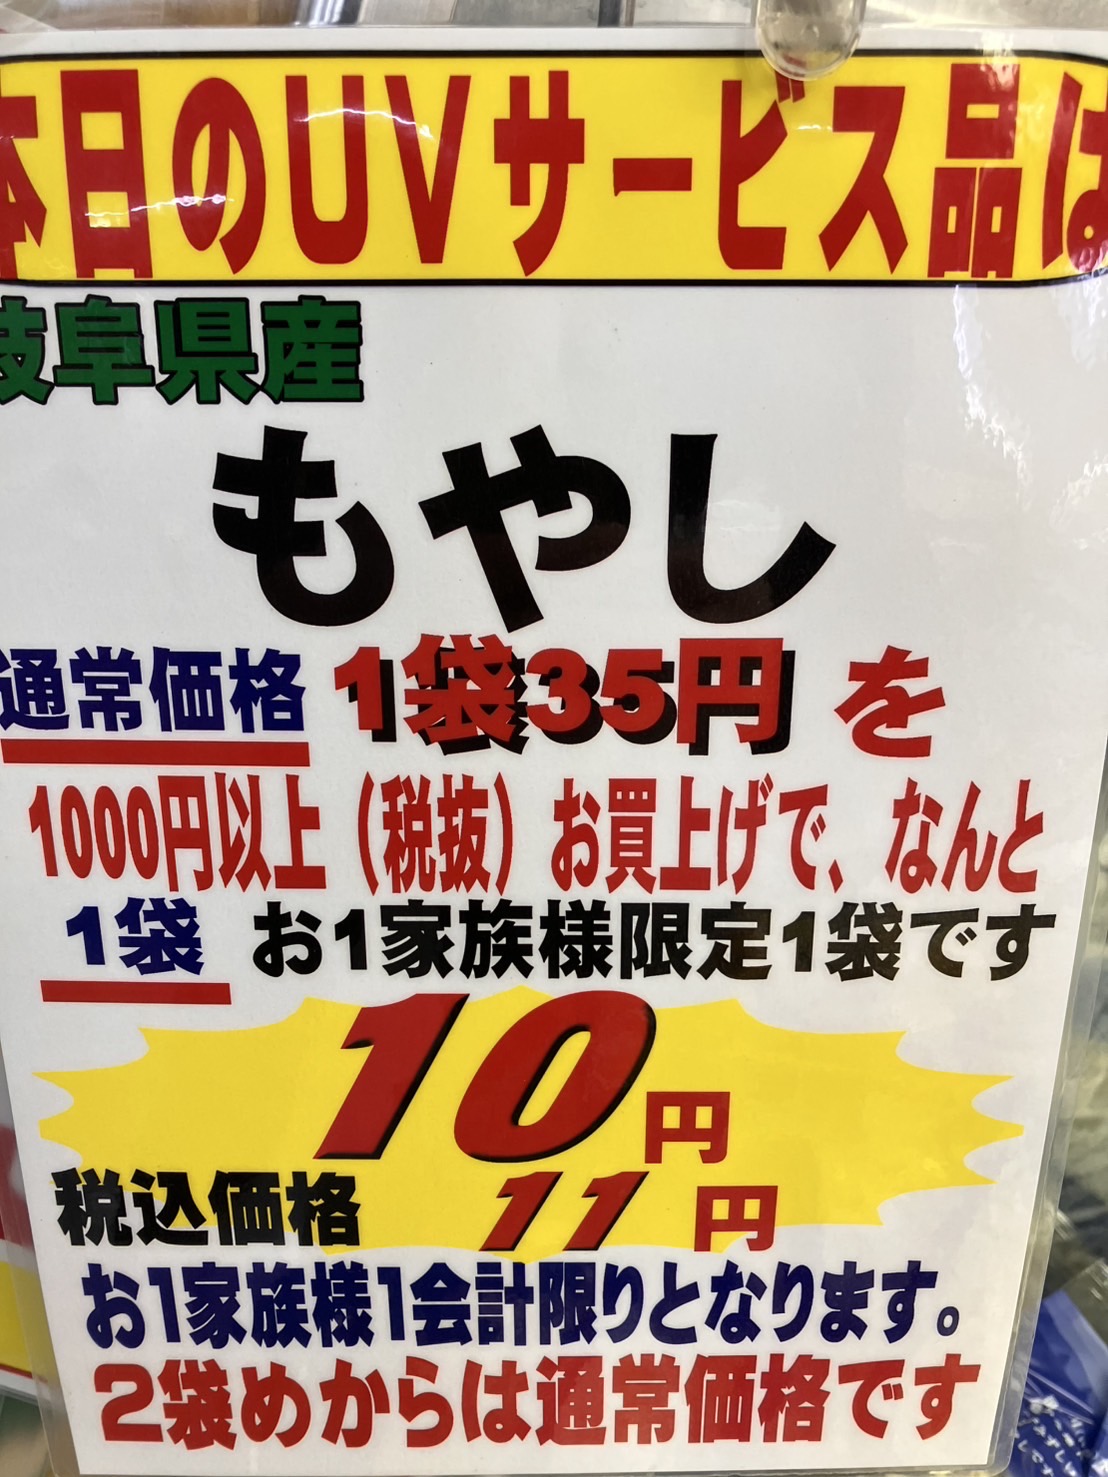 本日のUVサービス品は
岐阜県産
もやし
通常価格 1袋35円を
1000円以上(税抜)お買上げで、なんと
1袋 お1家族様限定1袋です
10円
税込価格 11円
お1家族様1会計限りとなります。
2袋めからは通常価格です